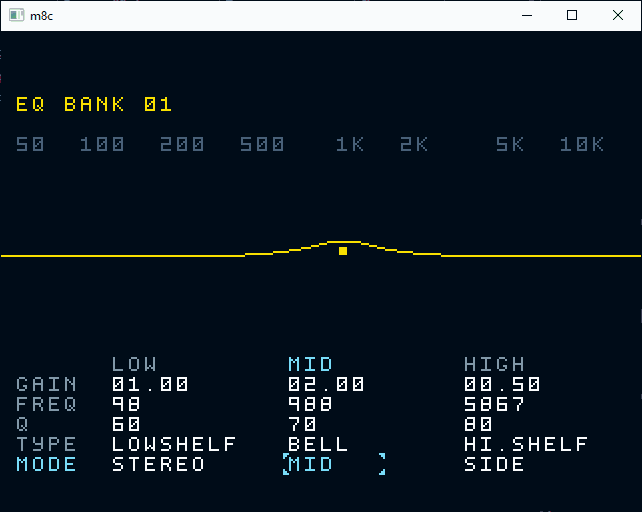 m8c
EQ BANK 01
50 100 200 500 1K 2K 5K 10K
LOW MID HIGH
GAIN 01.00 02.00 00.50
FREQ 98 988 5867
Q 60 70 80
TYPE LOWSHELF BELL HI.SHELF
MODE STEREO MID SIDE